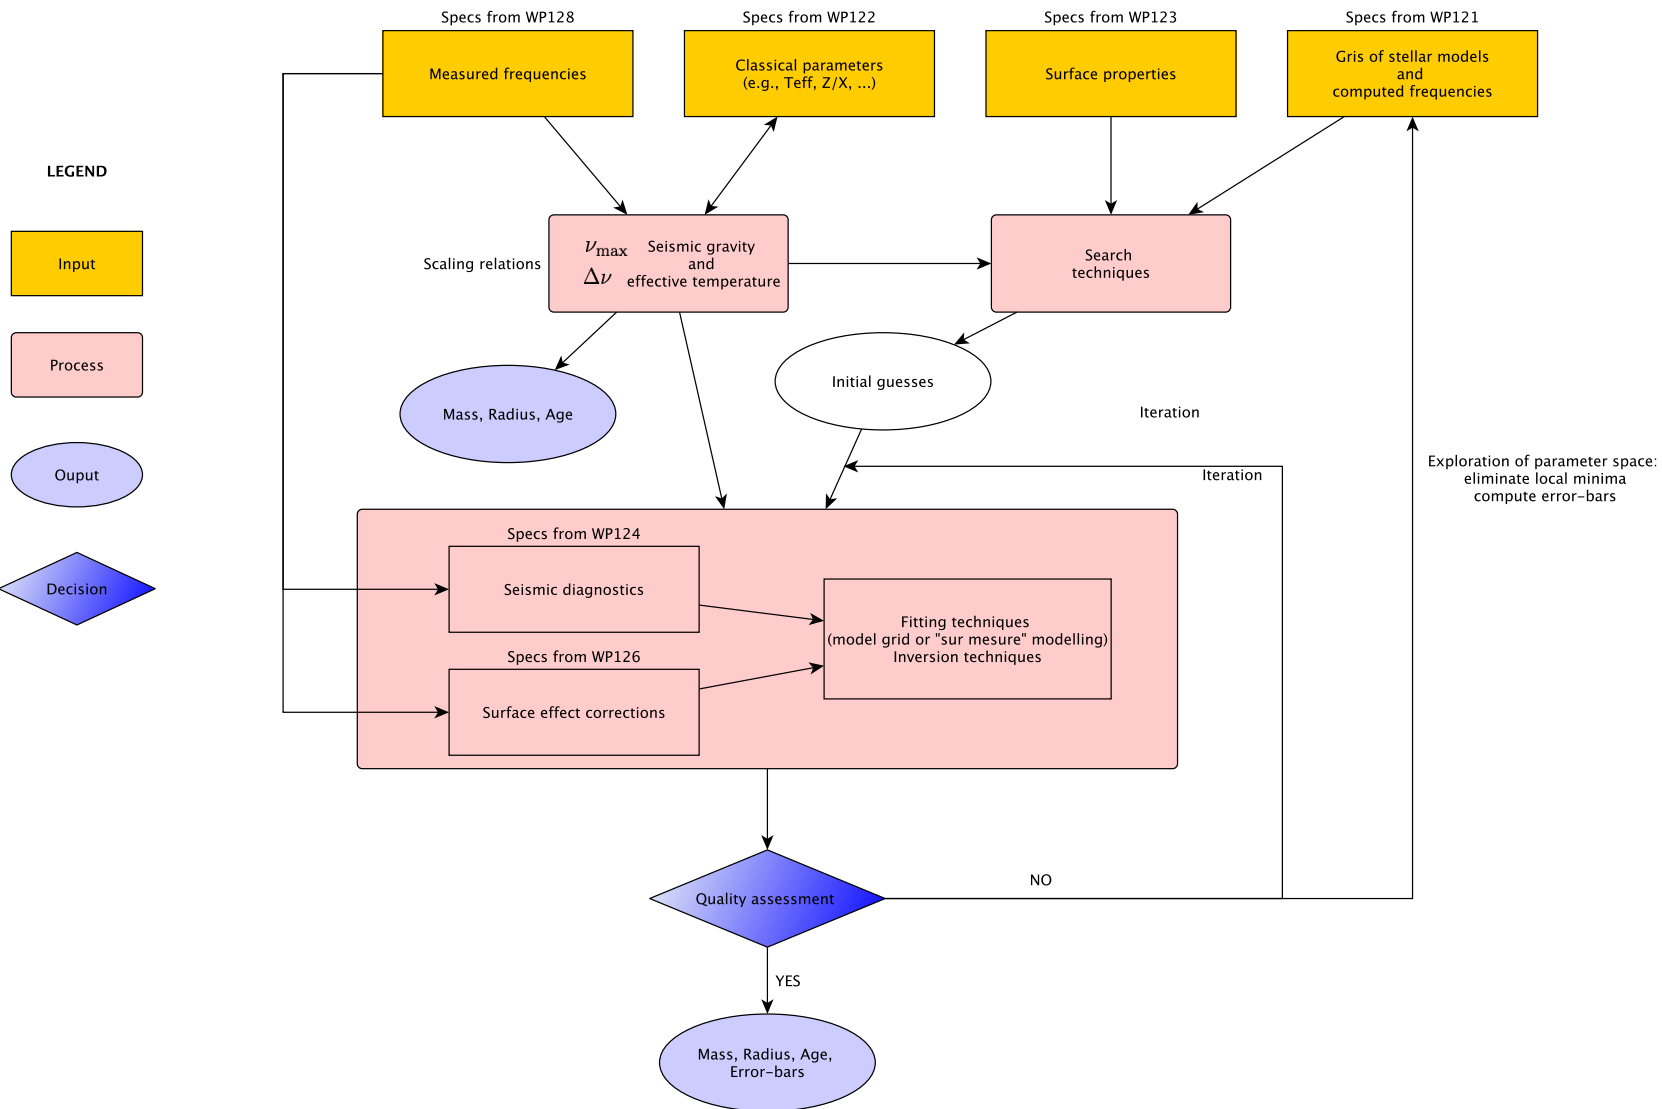 Specs from WP128
Specs from WP122
Specs from WP123
Specs from WP121
Measured frequencies
Classical parameters
(e.g., Teff, Z/X, ...)
Surface properties
Gris of stellar models
and
computed frequencies
LEGEND
Input
Process
Ouput
Decision
Scaling relations
νmax
Δν
Seismic gravity
and
effective temperature
Search
techniques
Mass, Radius, Age
Initial guesses
Iteration
Iteration
Exploration of parameter space:
eliminate local minima
compute error-bars
Specs from WP124
Seismic diagnostics
Specs from WP126
Surface effect corrections
Fitting techniques
(model grid or "sur mesure" modelling)
Inversion techniques
Quality assessment
NO
YES
Mass, Radius, Age,
Error-bars